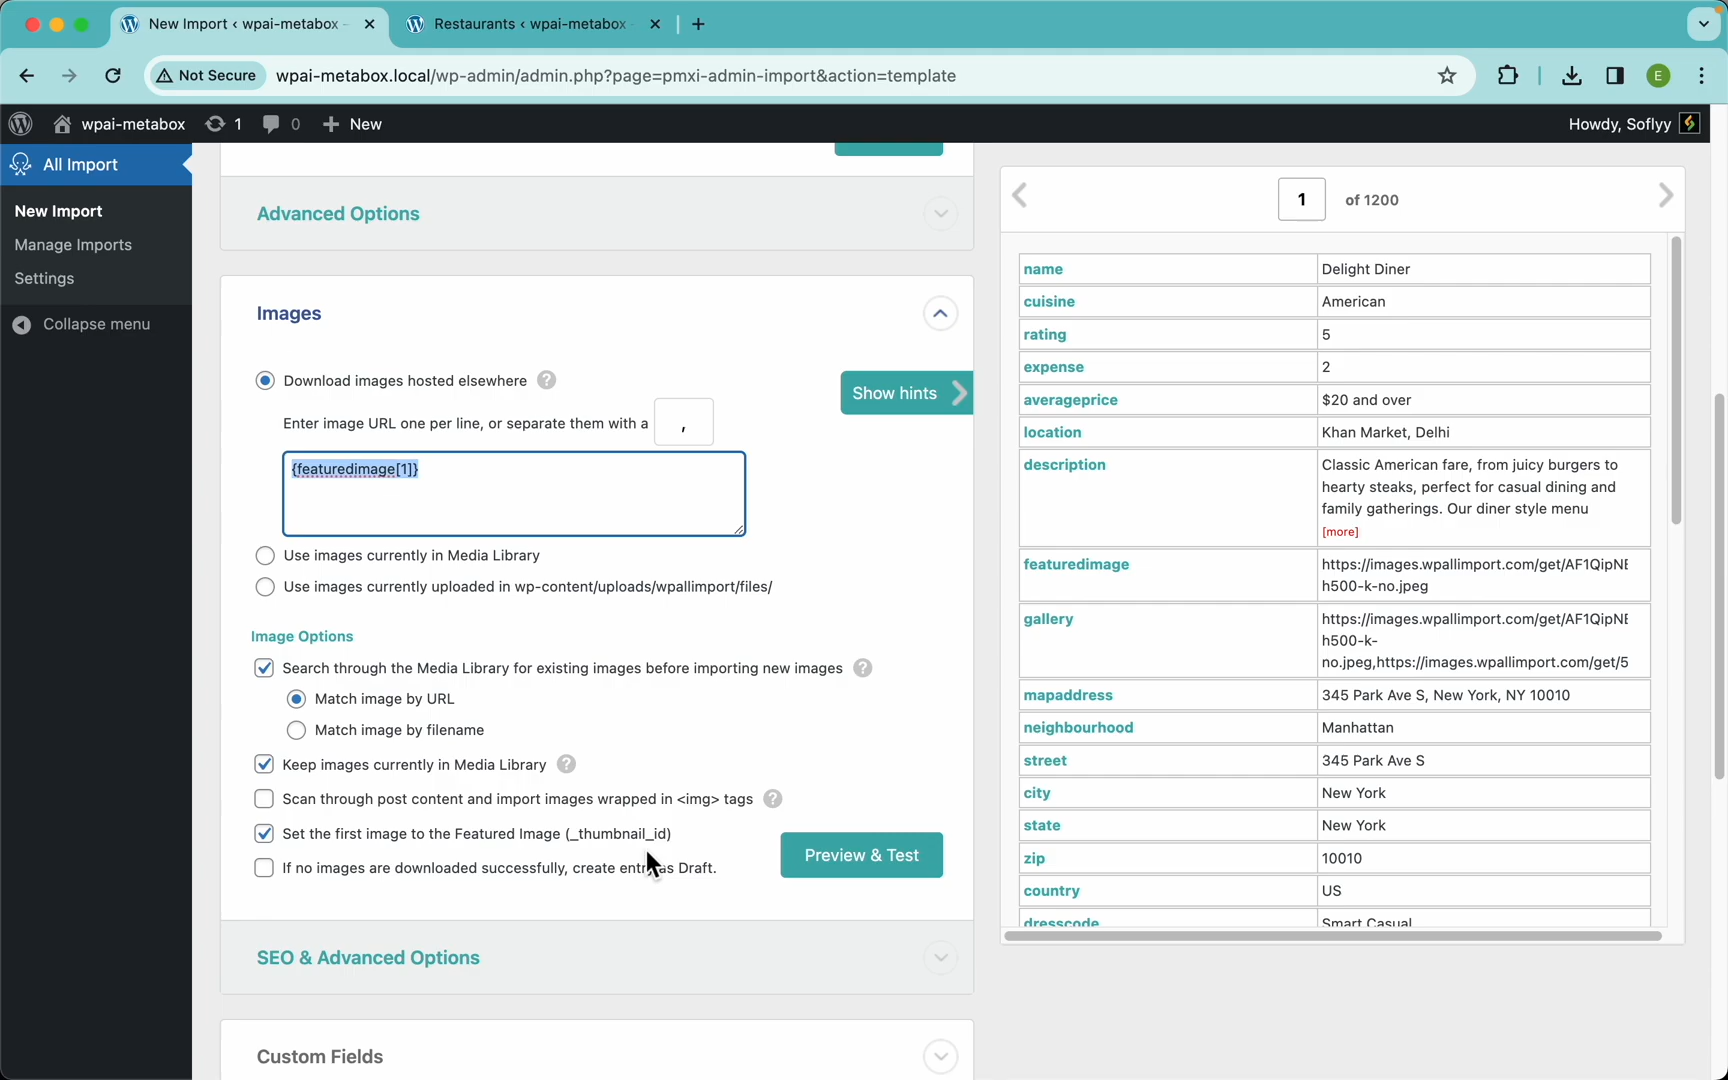 New Import ‹ wpai-metabox
Restaurants ‹ wpai-metabox
Not Secure
wpai-metabox.local/wp-admin/admin.php?page=pmxi-admin-import&action=template
E
wpai-metabox
1
0
New
Howdy, Soflyy
All Import
New Import
Manage Imports
Settings
Collapse menu
Advanced Options
Images
Download images hosted elsewhere ?
Show hints
Enter image URL one per line, or separate them with a ,
{featuredimage[1]}
Use images currently in Media Library
Use images currently uploaded in wp-content/uploads/wpallimport/files/
Image Options
Search through the Media Library for existing images before importing new images ?
Match image by URL
Match image by filename
Keep images currently in Media Library ?
Scan through post content and import images wrapped in <img> tags ?
Set the first image to the Featured Image (_thumbnail_id)
If no images are downloaded successfully, create as Draft.
Preview & Test
SEO & Advanced Options
Custom Fields
1 of 1200
name Delight Diner
cuisine American
rating 5
expense 2
averageprice $20 and over
location Khan Market, Delhi
description Classic American fare, from juicy burgers to
hearty steaks, perfect for casual dining and
family gatherings. Our diner style menu
[more]
featuredimage https://images.wpallimport.com/get/AF1QipNE
h500-k-no.jpeg
gallery https://images.wpallimport.com/get/AF1QipNE
h500-k-
no.jpeg,https://images.wpallimport.com/get/5
mapaddress 345 Park Ave S, New York, NY 10010
neighbourhood Manhattan
street 345 Park Ave S
city New York
state New York
zip 10010
country US
dresscode Smart Casual